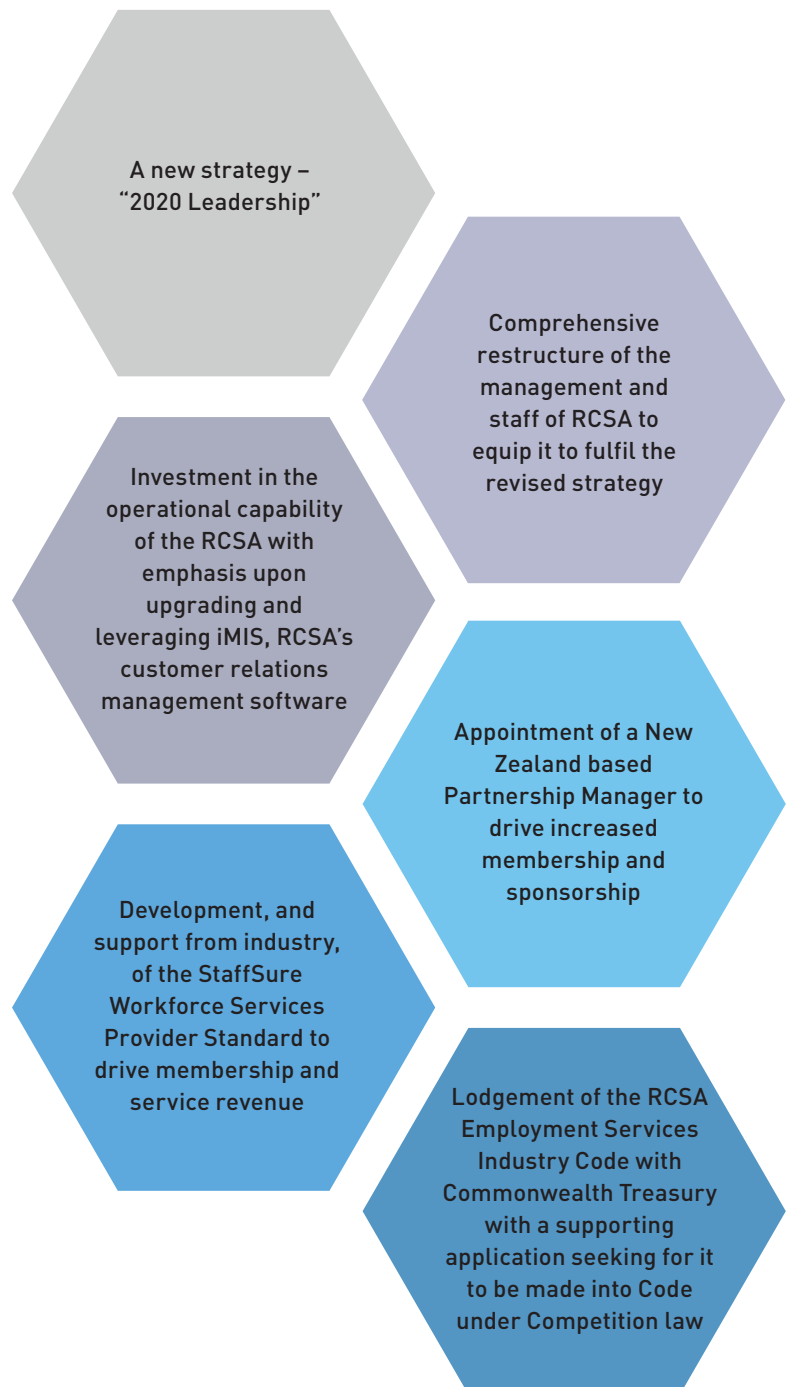 A new strategy –
“2020 Leadership”
Comprehensive
restructure of the
management and
staff of RCSA to
equip it to fulfil the
revised strategy
Investment in the
operational capability
of the RCSA with
emphasis upon
upgrading and
leveraging iMIS, RCSA’s
customer relations
management software
Appointment of a New
Zealand based
Partnership Manager to
drive increased
membership and
sponsorship
Development, and
support from industry,
of the StaffSure
Workforce Services
Provider Standard to
drive membership and
service revenue
Lodgement of the RCSA
Employment Services
Industry Code with
Commonwealth Treasury
with a supporting
application seeking for it
to be made into Code
under Competition law